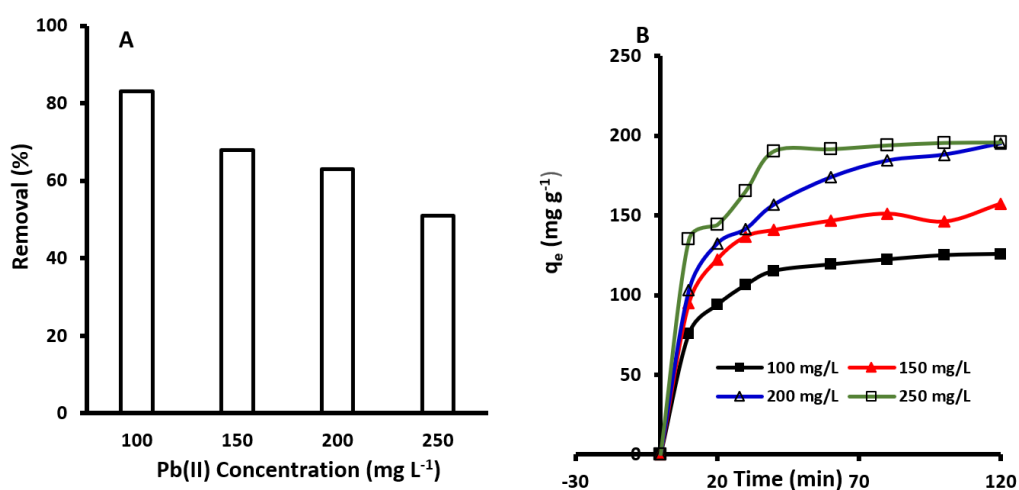 A
100
80
60
40
20
0
Removal (%)
100 150 200 250
Pb(II) Concentration (mg L-1)
B
250
200
150
100
50
0
qe (mg g-1)
100 mg/L 150 mg/L
200 mg/L 250 mg/L
-30 20 70 120
Time (min)